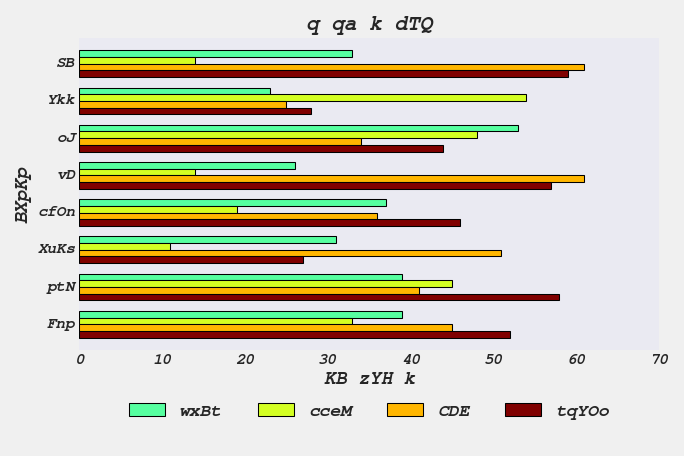 q qa k dTQ
SB
Ykk
oJ
vD
cfOn
XuKs
ptN
Fnp
BXpKp
0 10 20 30 40 50 60 70
KB zYH k
wxBt cceM CDE tqYOo